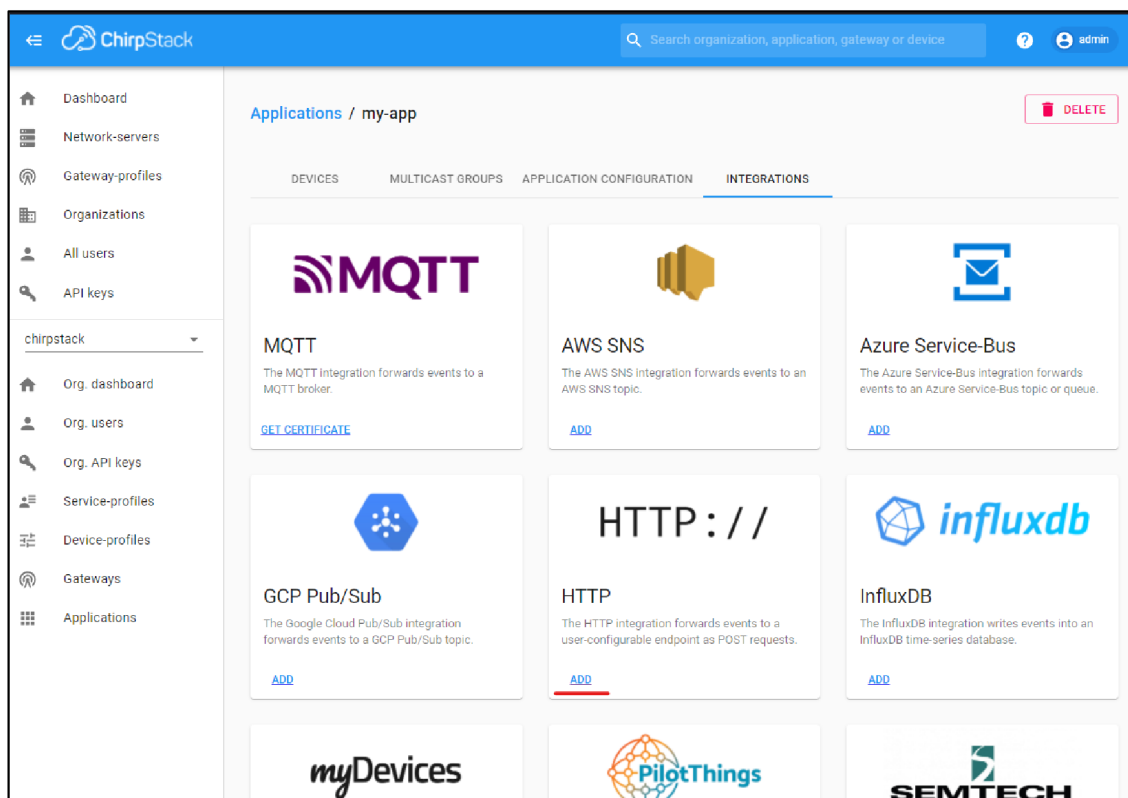 ChirpStack
Search organization, application, gateway or device
?
admin
Dashboard
Network-servers
Gateway-profiles
Organizations
All users
API keys
chirpstack
Org. dashboard
Org. users
Org. API keys
Service-profiles
Device-profiles
Gateways
Applications
Applications / my-app
DELETE
DEVICES
MULTICAST GROUPS
APPLICATION CONFIGURATION
INTEGRATIONS
MQTT
MQTT
The MQTT integration forwards events to a
MQTT broker.
GET CERTIFICATE
AWS SNS
The AWS SNS integration forwards events to an
AWS SNS topic.
ADD
Azure Service-Bus
The Azure Service-Bus integration forwards
events to an Azure Service-Bus topic or queue.
ADD
GCP Pub/Sub
The Google Cloud Pub/Sub integration
forwards events to a GCP Pub/Sub topic.
ADD
HTTP://
HTTP
The HTTP integration forwards events to a
user-configurable endpoint as POST requests.
ADD
influxdb
InfluxDB
The InfluxDB integration writes events into an
InfluxDB time-series database.
ADD
myDevices
PilotThings
SEMTECH